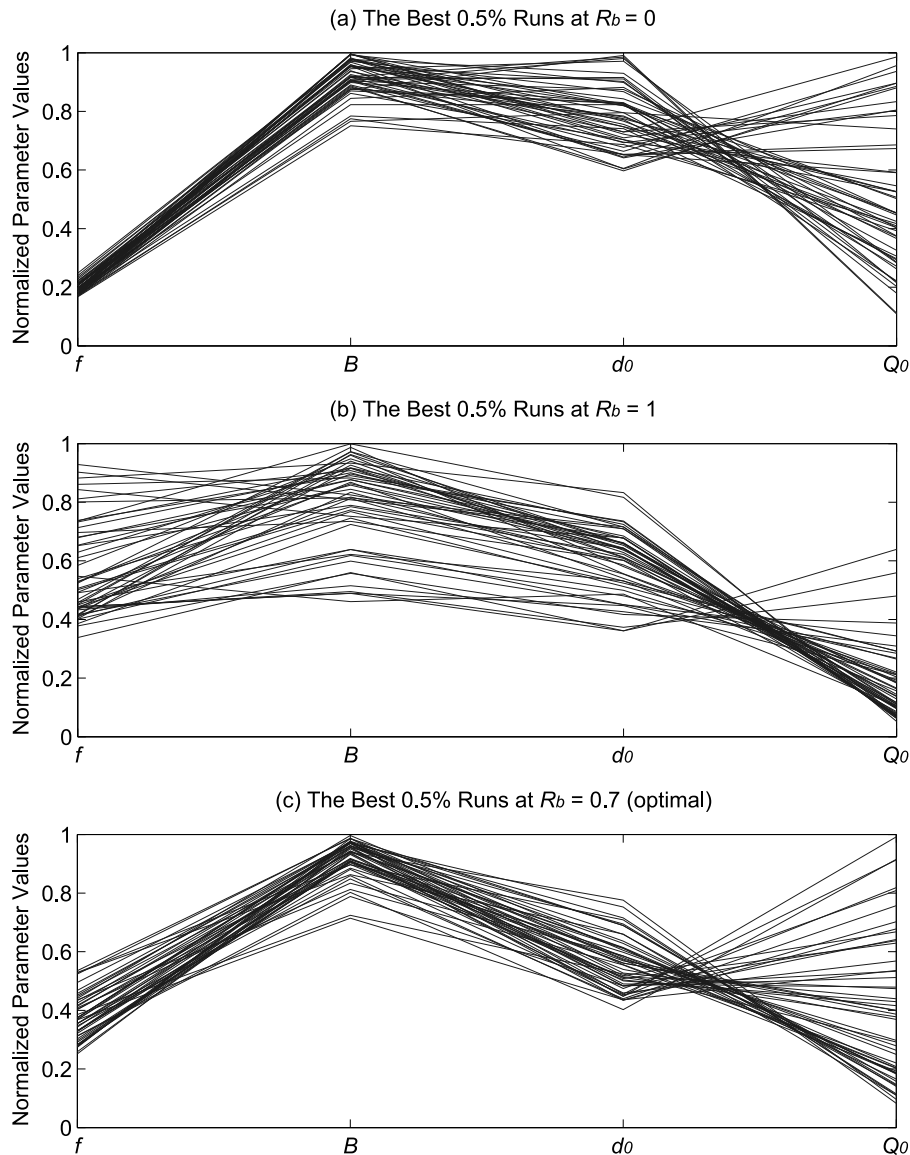 (a) The Best 0.5% Runs at Rb = 0
Normalized Parameter Values
1
0.8
0.6
0.4
0.2
0
f B d0 Q0
(b) The Best 0.5% Runs at Rb = 1
Normalized Parameter Values
1
0.8
0.6
0.4
0.2
0
f B d0 Q0
(c) The Best 0.5% Runs at Rb = 0.7 (optimal)
Normalized Parameter Values
1
0.8
0.6
0.4
0.2
0
f B d0 Q0